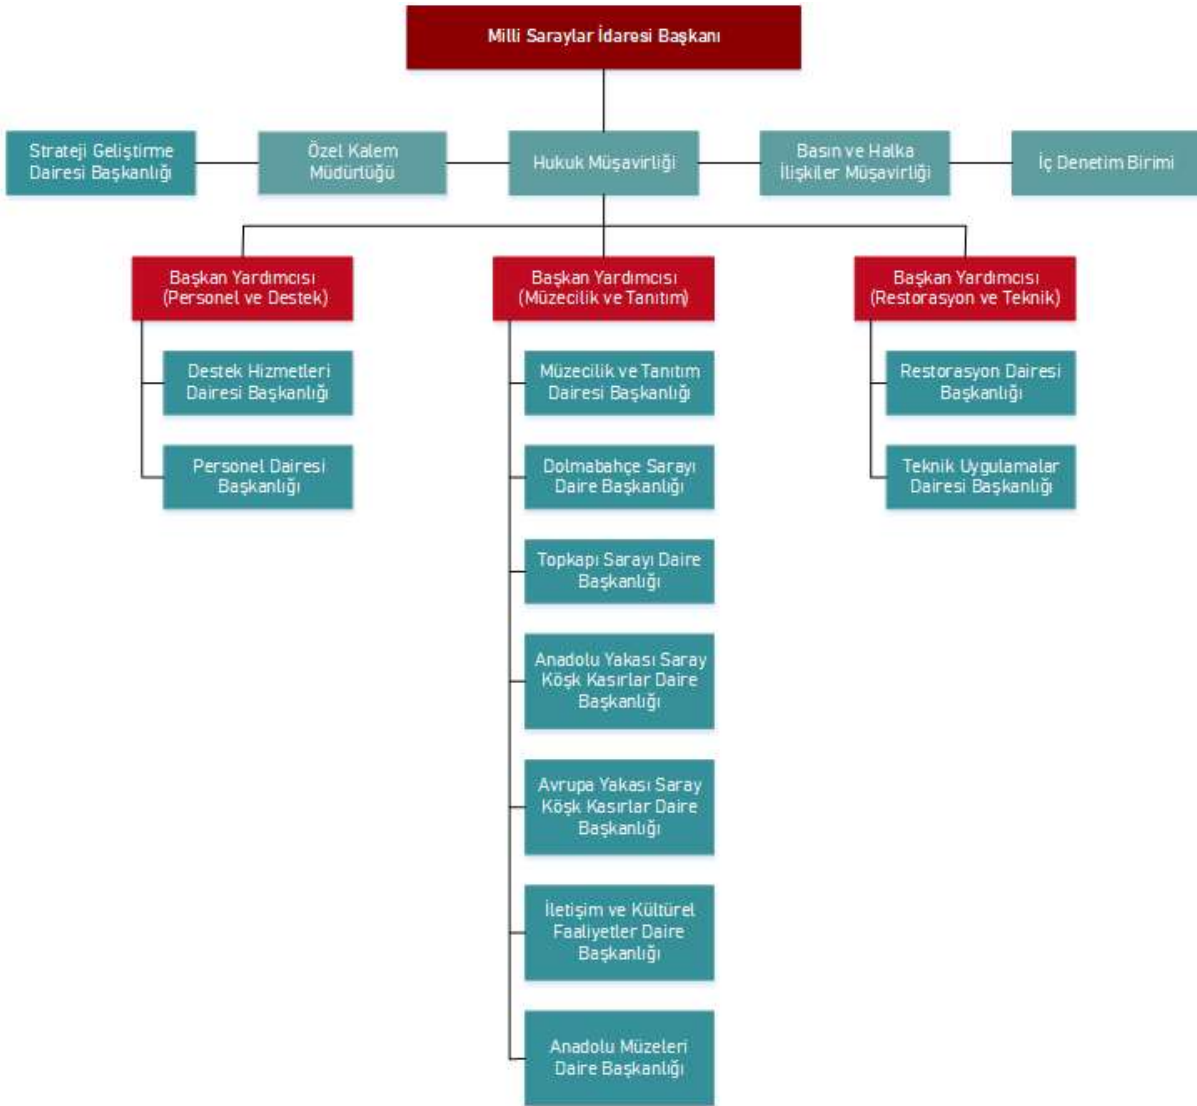 Milli Saraylar İdaresi Başkanı
Strateji Geliştirme
Dairesi Başkanlığı
Özel Kalem
Müdürlüğü
Hukuk Müşavirliği
Basın ve Halka
İlişkiler Müşavirliği
İç Denetim Birimi
Başkan Yardımcısı
(Personel ve Destek)
Destek Hizmetleri
Dairesi Başkanlığı
Personel Dairesi
Başkanlığı
Başkan Yardımcısı
(Müzecilik ve Tanıtım)
Müzecilik ve Tanıtım
Dairesi Başkanlığı
Dolmabahçe Sarayı
Daire Başkanlığı
Topkapı Sarayı Daire
Başkanlığı
Anadolu Yakası Saray
Köşk Kasırlar Daire
Başkanlığı
Avrupa Yakası Saray
Köşk Kasırlar Daire
Başkanlığı
İletişim ve Kültürel
Faaliyetler Daire
Başkanlığı
Anadolu Müzeleri
Daire Başkanlığı
Başkan Yardımcısı
(Restorasyon ve Teknik)
Restorasyon Dairesi
Başkanlığı
Teknik Uygulamalar
Dairesi Başkanlığı